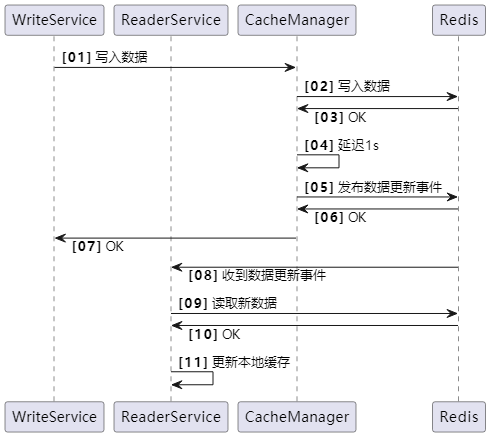 WriteService ReaderService CacheManager Redis
[01] 写入数据
[02] 写入数据
[03] OK
[04] 延迟1s
[05] 发布数据更新事件
[06] OK
[07] OK
[08] 收到数据更新事件
[09] 读取新数据
[10] OK
[11] 更新本地缓存
WriteService ReaderService CacheManager Redis